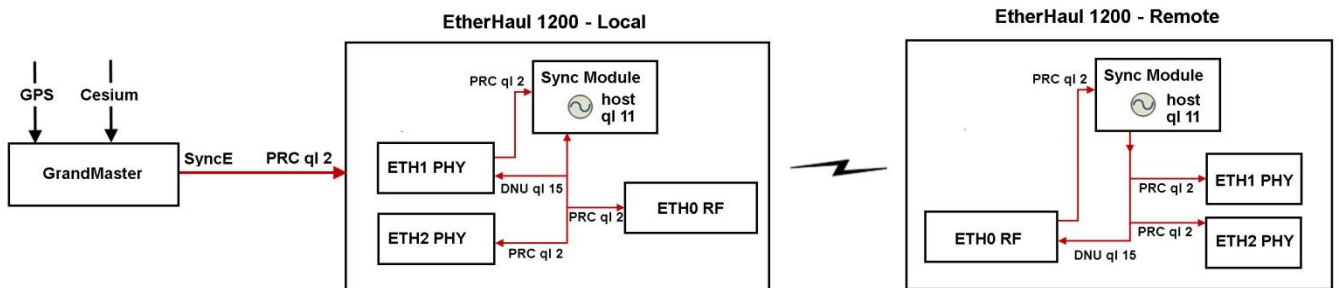 EtherHaul 1200 - Local
EtherHaul 1200 - Remote
GPS
Cesium
GrandMaster
SyncE
PRC ql 2
PRC ql 2
Sync Module
host
ql 11
ETH1 PHY
DNU ql 15
PRC ql 2
ETH0 RF
ETH2 PHY
PRC ql 2
PRC ql 2
Sync Module
host
ql 11
ETH1 PHY
PRC ql 2
ETH0 RF
PRC ql 2
ETH2 PHY
DNU ql 15